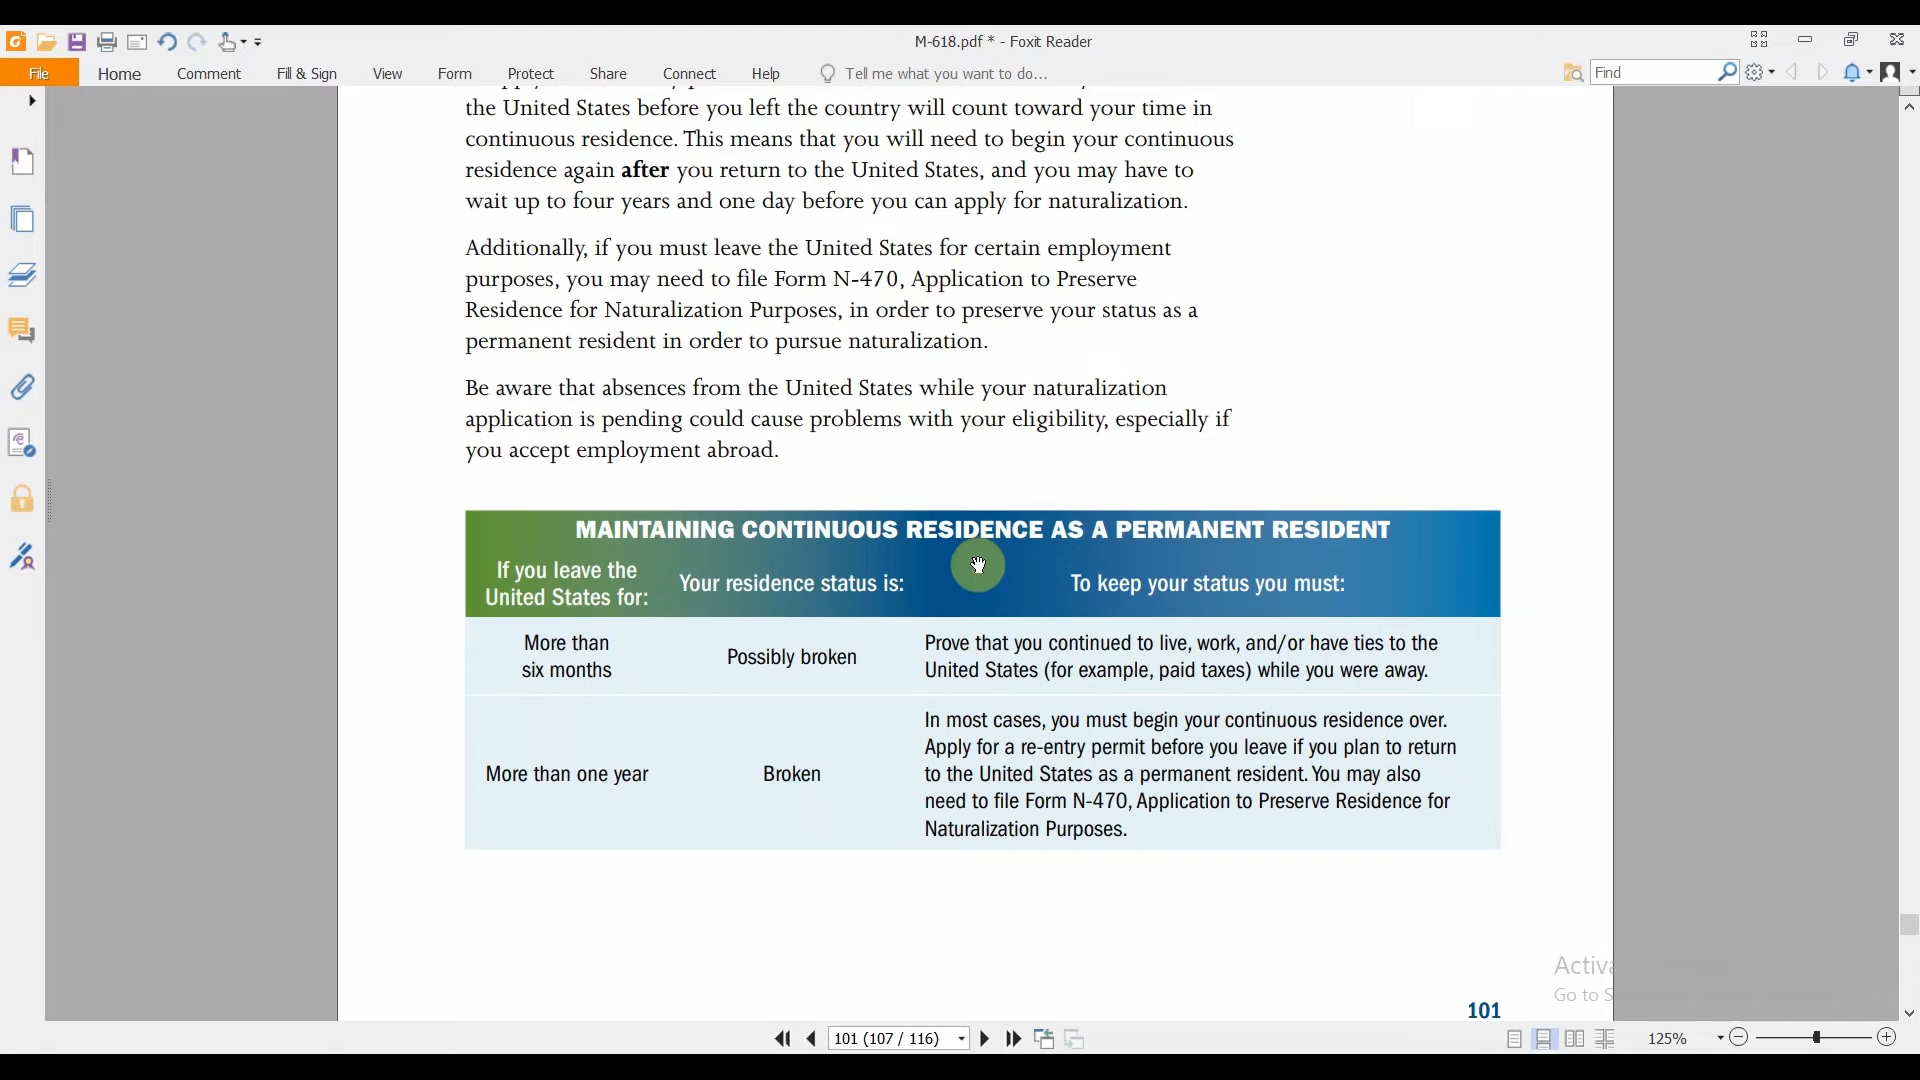 M-618.pdf * - Foxit Reader
File Home Comment Fill & Sign View Form Protect Share Connect Help Tell me what you want to do... Find
the United States before you left the country will count toward your time in
continuous residence. This means that you will need to begin your continuous
residence again after you return to the United States, and you may have to
wait up to four years and one day before you can apply for naturalization.
Additionally, if you must leave the United States for certain employment
purposes, you may need to file Form N-470, Application to Preserve
Residence for Naturalization Purposes, in order to preserve your status as a
permanent resident in order to pursue naturalization.
Be aware that absences from the United States while your naturalization
application is pending could cause problems with your eligibility, especially if
you accept employment abroad.
MAINTAINING CONTINUOUS RESIDENCE AS A PERMANENT RESIDENT
If you leave the
United States for:
Your residence status is:
To keep your status you must:
More than
six months
Possibly broken
Prove that you continued to live, work, and/or have ties to the
United States (for example, paid taxes) while you were away.
More than one year
Broken
In most cases, you must begin your continuous residence over.
Apply for a re-entry permit before you leave if you plan to return
to the United States as a permanent resident. You may also
need to file Form N-470, Application to Preserve Residence for
Naturalization Purposes.
Activa
Go to S
101
101 (107 / 116)
125%